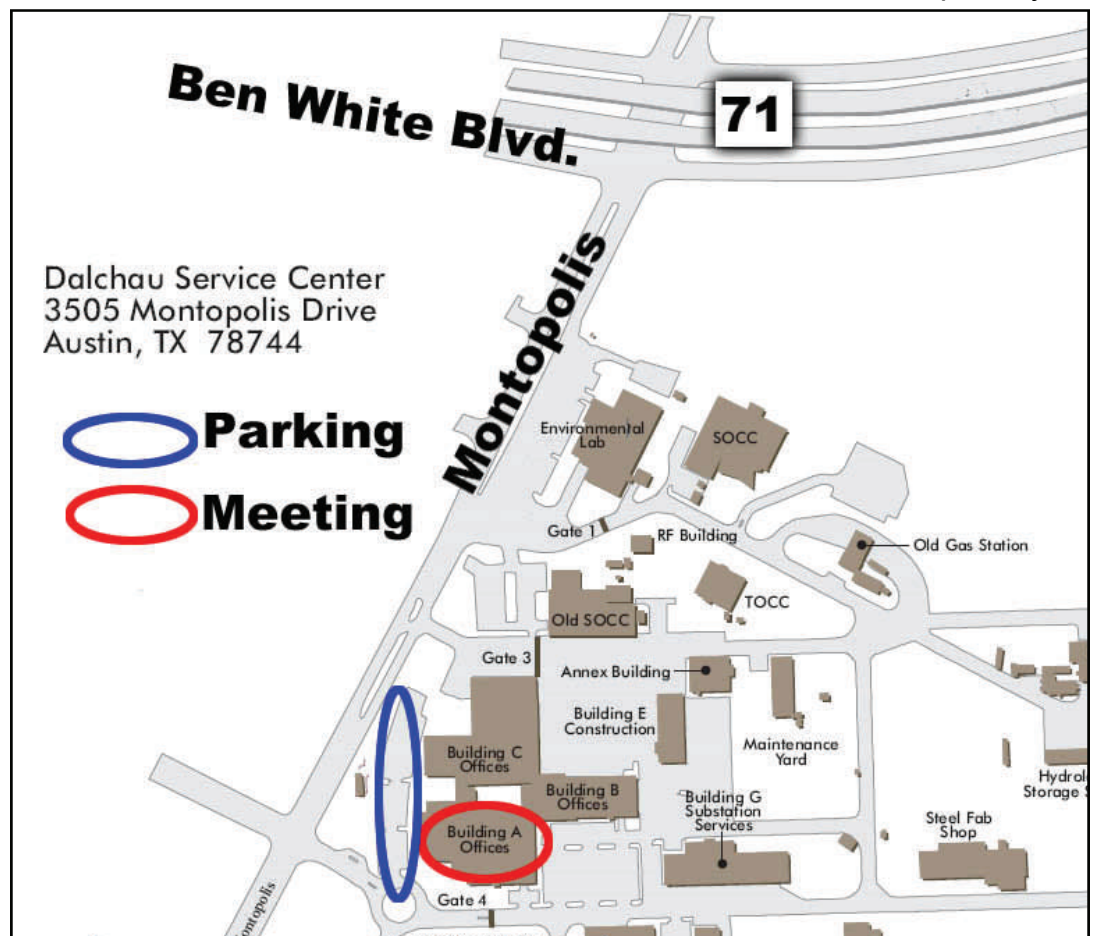 Ben White Blvd.
71
Montopolis
Dalchau Service Center
3505 Montopolis Drive
Austin, TX 78744
Parking
Meeting
Environmental
Lab
SOCC
Gate 1
RF Building
Old Gas Station
TOCC
Old SOCC
Gate 3
Annex Building
Building E
Construction
Maintenance
Yard
Building C
Offices
Building B
Offices
Building A
Offices
Building G
Substation
Services
Steel Fab
Shop
Storage
Gate 4